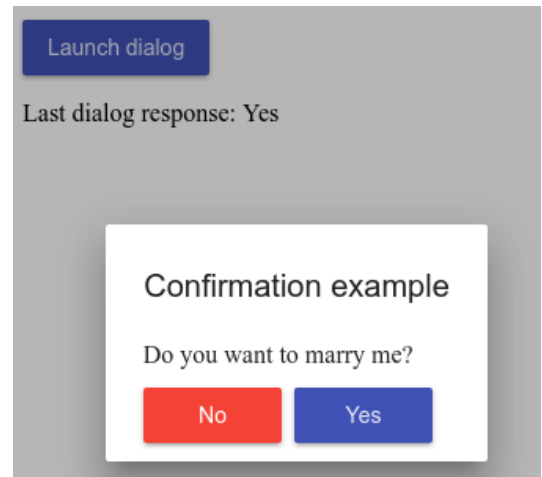 Launch dialog
Last dialog response: Yes
Confirmation example
Do you want to marry me?
No Yes